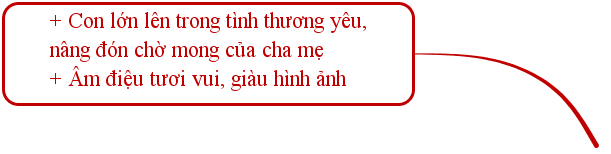 + Con lớn lên trong tình thương yêu,
nâng đón chờ mong của cha mẹ
+ Âm điệu tươi vui, giàu hình ảnh